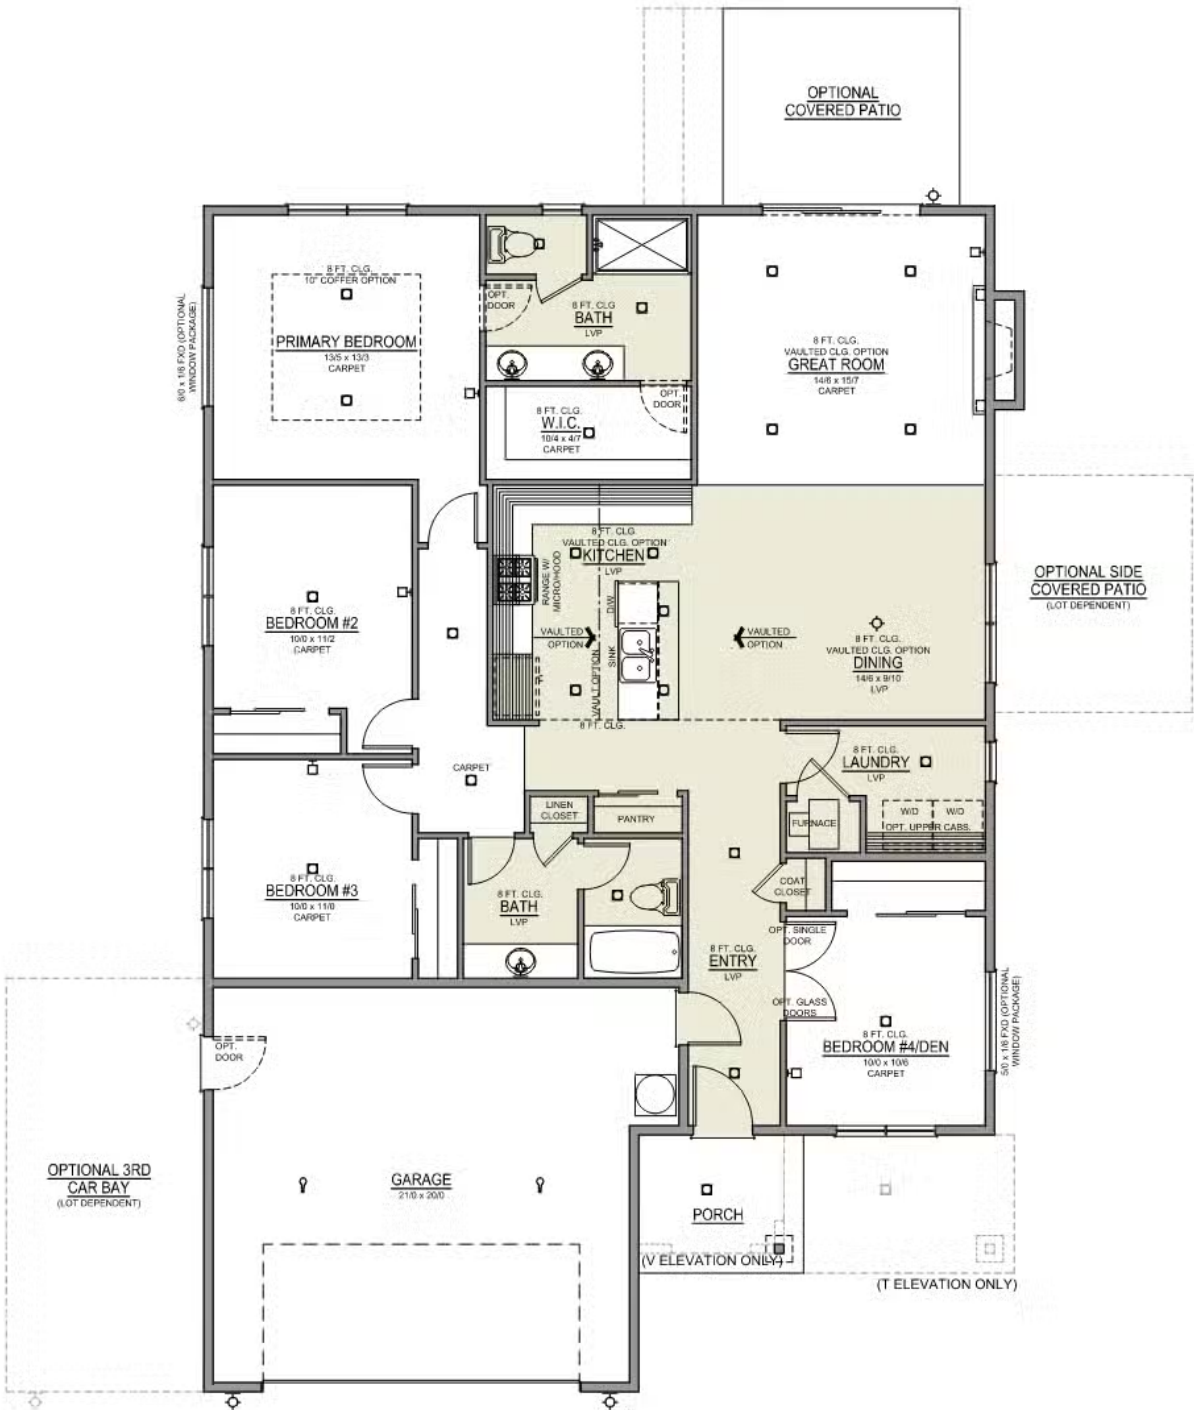 OPTIONAL
COVERED PATIO
8 FT. CLG.
10" COFFER OPTION
PRIMARY BEDROOM
13/5 x 13/3
CARPET
6/0 x 1/6 FXD (OPTIONAL
WINDOW PACKAGE)
OPT.
DOOR
8 FT. CLG
BATH
LVP
OPT.
DOOR
8 FT. CLG.
W.I.C.
10/4 x 4/7
CARPET
8 FT. CLG.
VAULTED CLG. OPTION
GREAT ROOM
14/6 x 15/7
CARPET
8 FT. CLG.
VAULTED CLG. OPTION
KITCHEN
LVP
RANGE W/
MICRO/HOOD
D/W
SINK
VAULTED
OPTION
VAULT OPTION
8 FT. CLG.
VAULTED
OPTION
8 FT. CLG.
VAULTED CLG. OPTION
DINING
14/6 x 9/10
LVP
OPTIONAL SIDE
COVERED PATIO
(LOT DEPENDENT)
8 FT. CLG.
BEDROOM #2
10/0 x 11/2
CARPET
CARPET
8 FT. CLG.
LAUNDRY
LVP
W/D
W/D
OPT. UPPER CABS.
FURNACE
LINEN
CLOSET
PANTRY
COAT
CLOSET
8 FT. CLG.
BEDROOM #3
10/0 x 11/0
CARPET
8 FT. CLG.
BATH
LVP
8 FT. CLG.
ENTRY
LVP
OPT. SINGLE
DOOR
OPT. GLASS
DOORS
8 FT. CLG.
BEDROOM #4/DEN
10/0 x 10/6
CARPET
5/0 x 1/6 FXD (OPTIONAL
WINDOW PACKAGE)
OPT.
DOOR
OPTIONAL 3RD
CAR BAY
(LOT DEPENDENT)
GARAGE
21/0 x 20/0
PORCH
(V ELEVATION ONLY)
(T ELEVATION ONLY)